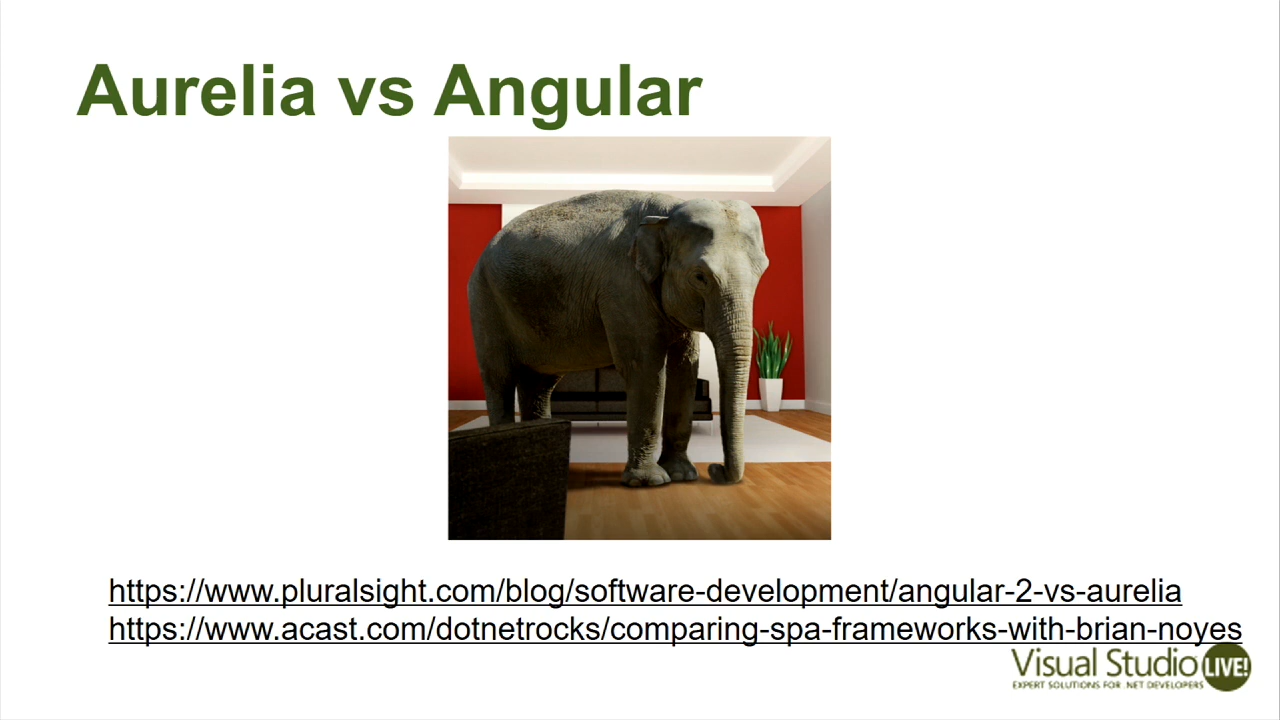 Aurelia vs Angular
https://www.pluralsight.com/blog/software-development/angular-2-vs-aurelia
https://www.acast.com/dotnetrocks/comparing-spa-frameworks-with-brian-noyes
Visual Studio LIVE!
EXPERT SOLUTIONS FOR .NET DEVELOPERS